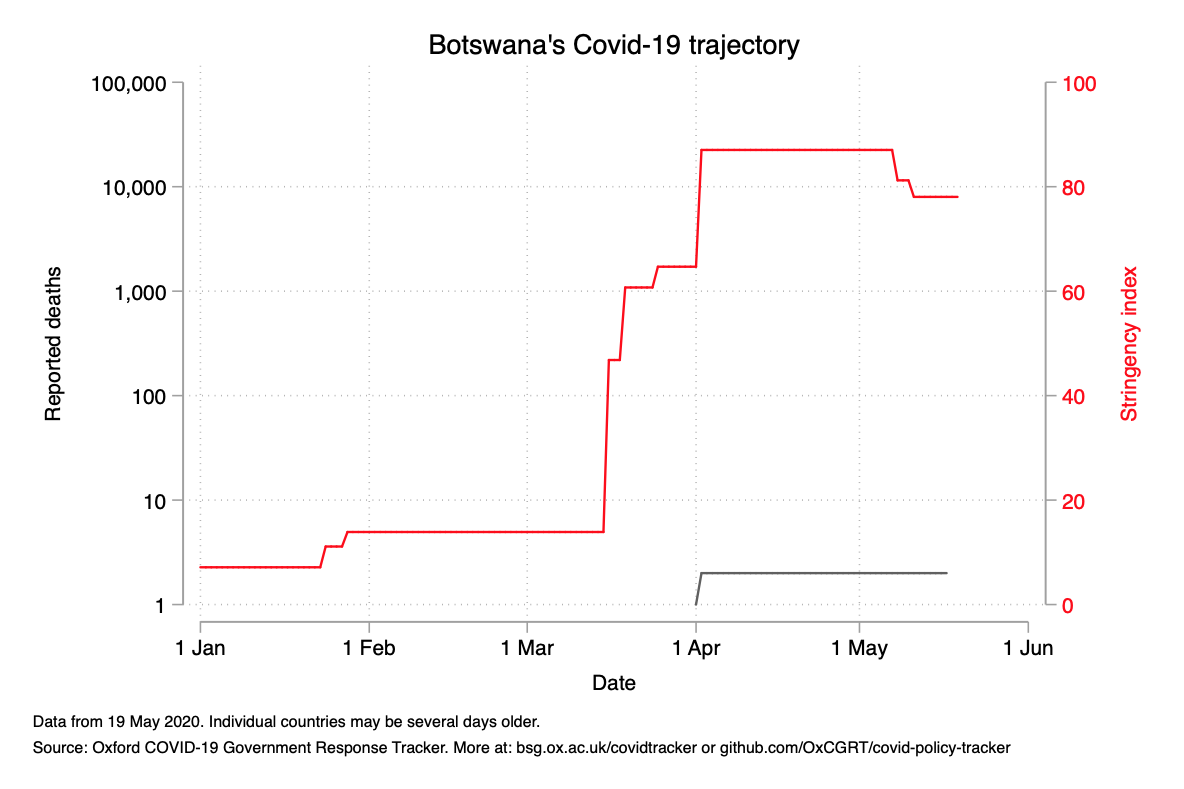 Botswana's Covid-19 trajectory
100,000
10,000
1,000
100
10
1
Reported deaths
100
80
60
40
20
0
Stringency index
1 Jan
1 Feb
1 Mar
1 Apr
1 May
1 Jun
Date
Data from 19 May 2020. Individual countries may be several days older.
Source: Oxford COVID-19 Government Response Tracker. More at: bsg.ox.ac.uk/covidtracker or github.com/OxCGRT/covid-policy-tracker